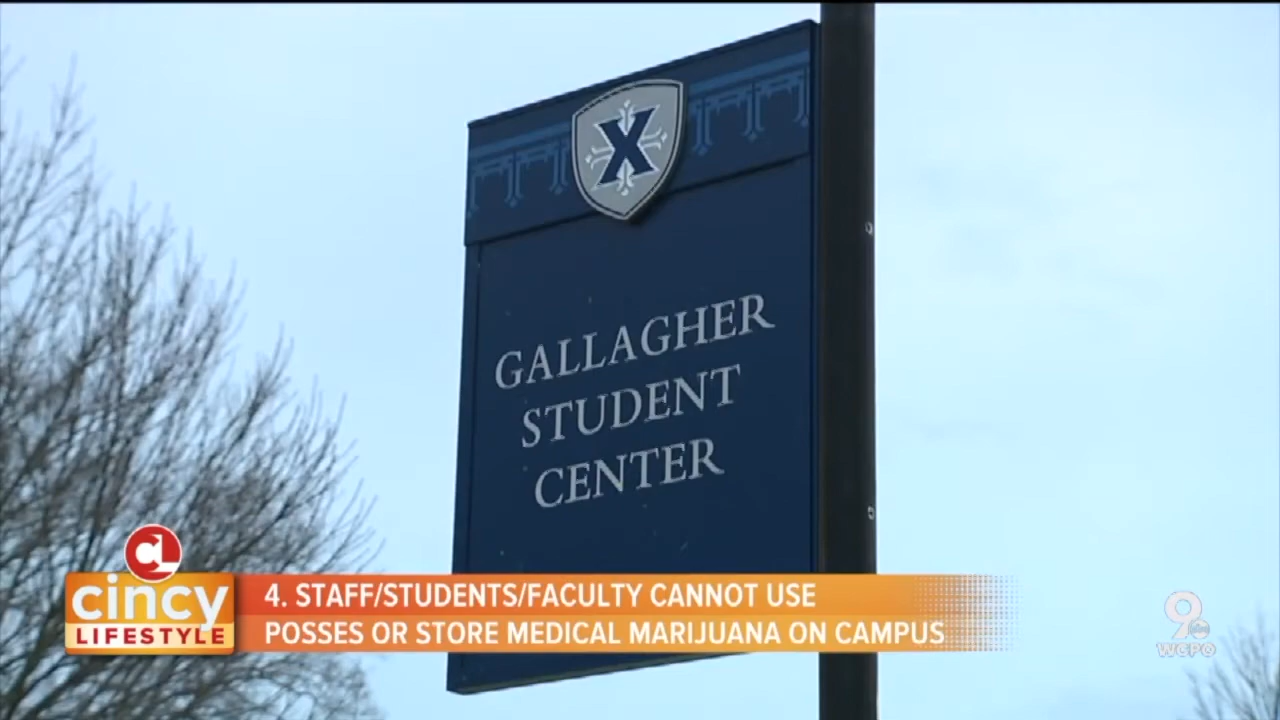 X
GALLAGHER
STUDENT
CENTER
CL
cincy
LIFESTYLE
4. STAFF/STUDENTS/FACULTY CANNOT USE
POSSES OR STORE MEDICAL MARIJUANA ON CAMPUS
9
WCPO